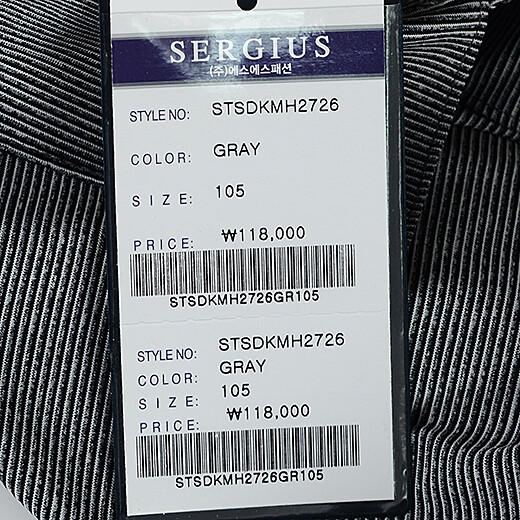 SERGIUS
(주)에스에스패션
STYLE NO: STSDKMH2726
COLOR: GRAY
SIZE: 105
PRICE: ₩118,000
STSDKMH2726GR105
STYLE NO: STSDKMH2726
COLOR: GRAY
SIZE: 105
PRICE: ₩118,000
STSDKMH2726GR105